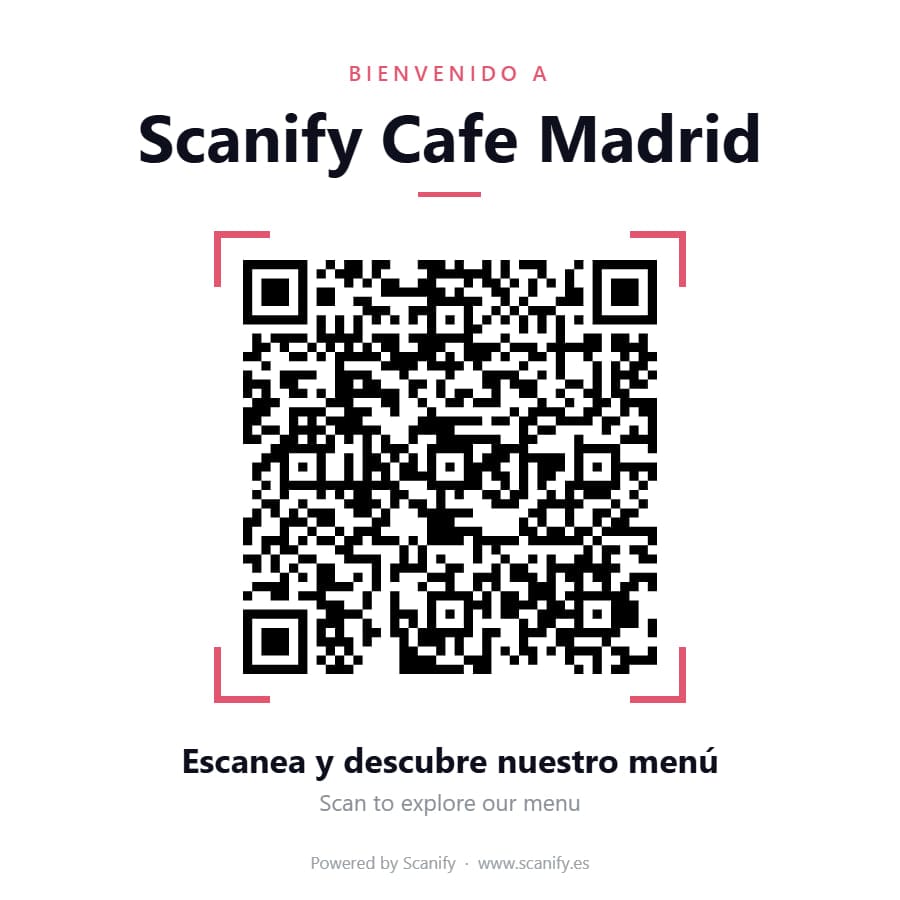 BIENVENIDO A
Scanify Cafe Madrid
Escanea y descubre nuestro menú
Scan to explore our menu
Powered by Scanify · www.scanify.es